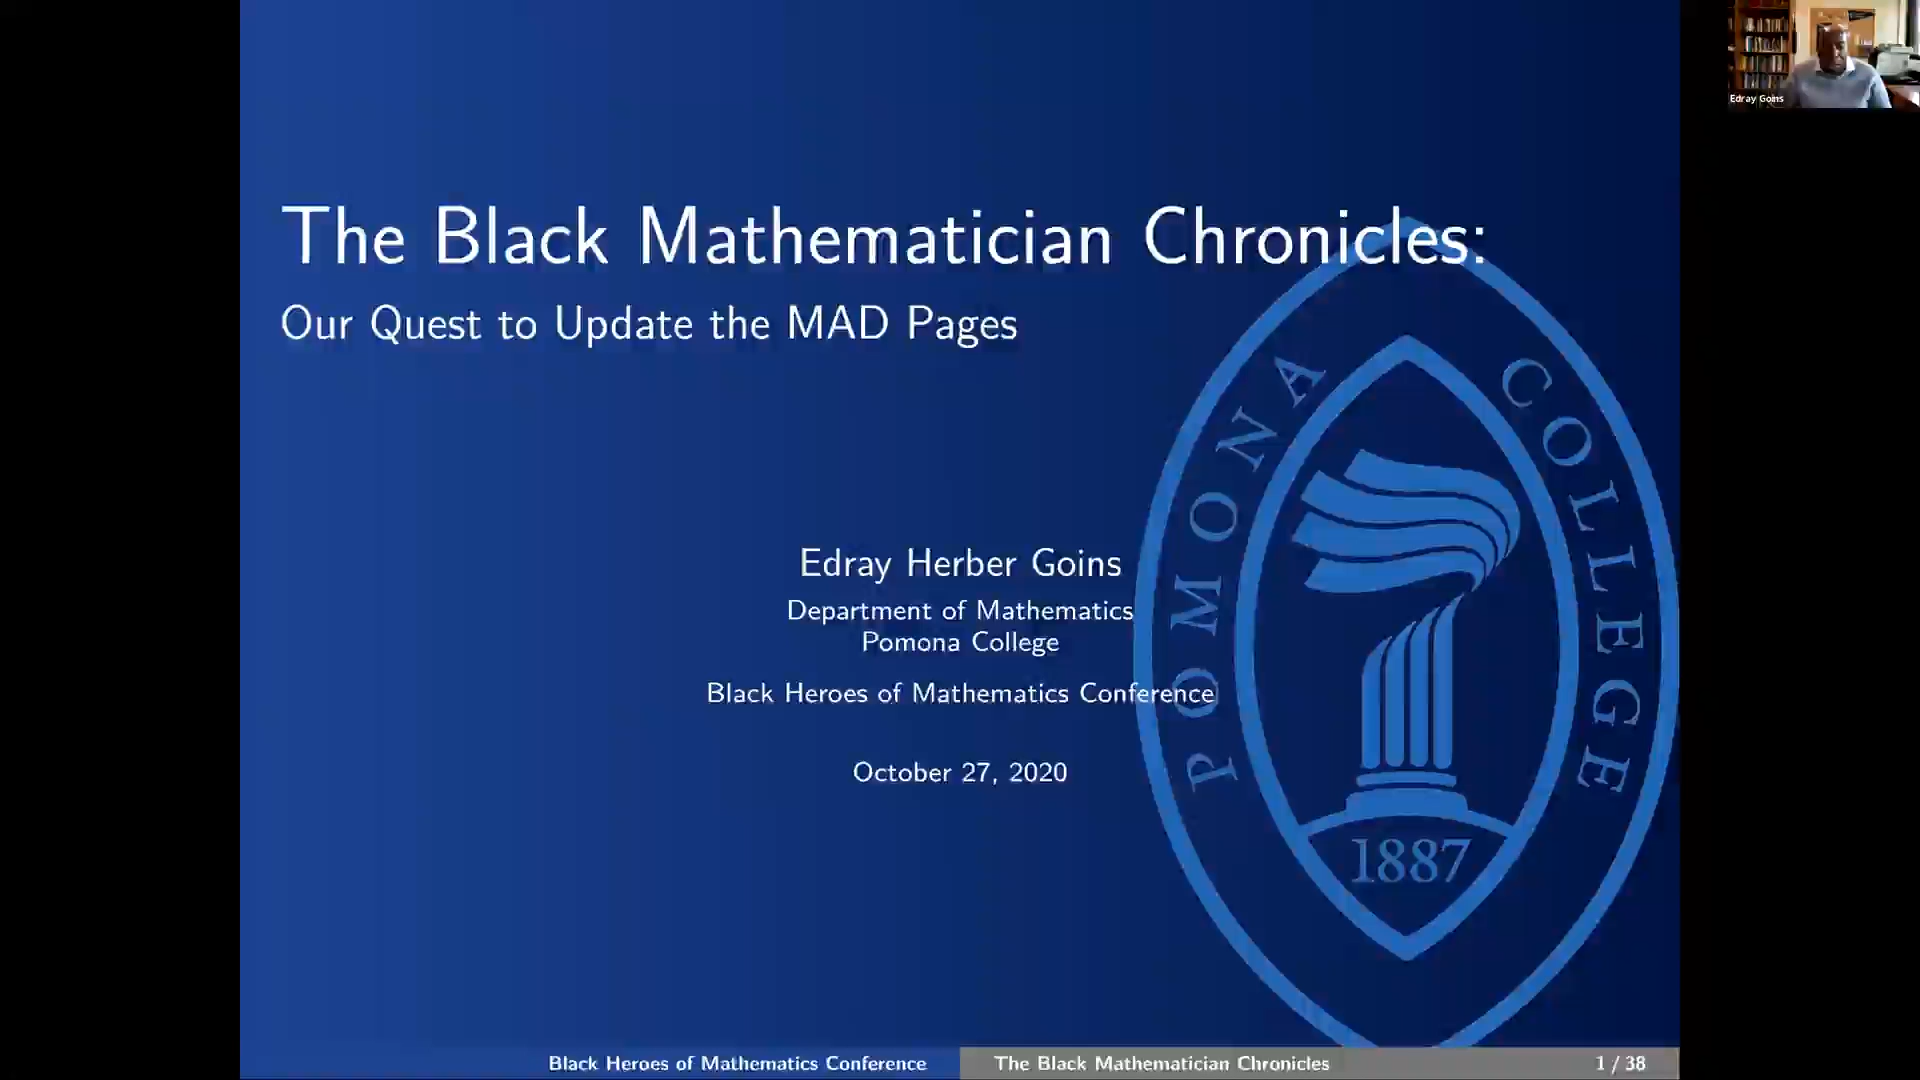 The Black Mathematician Chronicles:
Our Quest to Update the MAD Pages
Edray Herber Goins
Department of Mathematics
Pomona College
Black Heroes of Mathematics Conference
October 27, 2020
POMONA COLLEGE
1887
Black Heroes of Mathematics Conference
The Black Mathematician Chronicles
1 / 38
Edray Goins